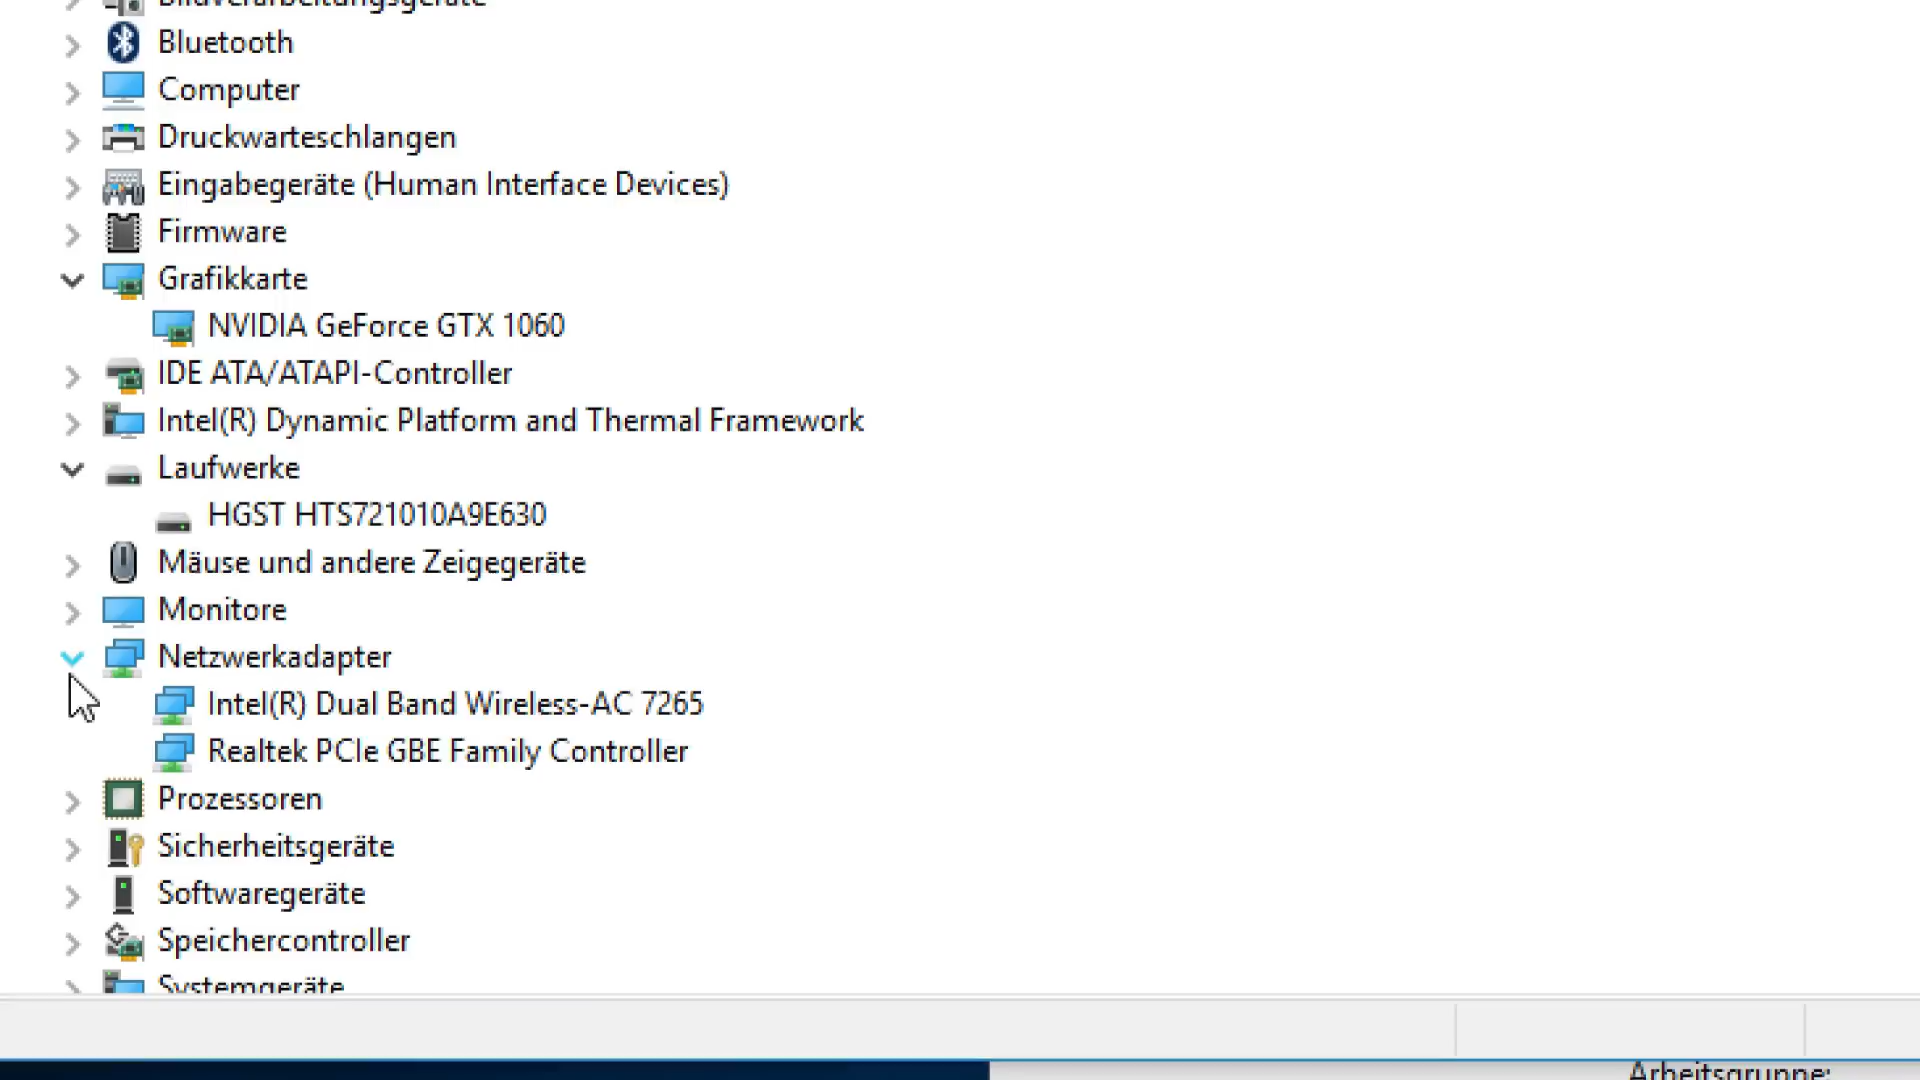 Bildverarbeitungsgeräte
Bluetooth
Computer
Druckwarteschlangen
Eingabegeräte (Human Interface Devices)
Firmware
Grafikkarte
NVIDIA GeForce GTX 1060
IDE ATA/ATAPI-Controller
Intel(R) Dynamic Platform and Thermal Framework
Laufwerke
HGST HTS721010A9E630
Mäuse und andere Zeigegeräte
Monitore
Netzwerkadapter
Intel(R) Dual Band Wireless-AC 7265
Realtek PCIe GBE Family Controller
Prozessoren
Sicherheitsgeräte
Softwaregeräte
Speichercontroller
Systemgeräte
Arbeitsgruppe: